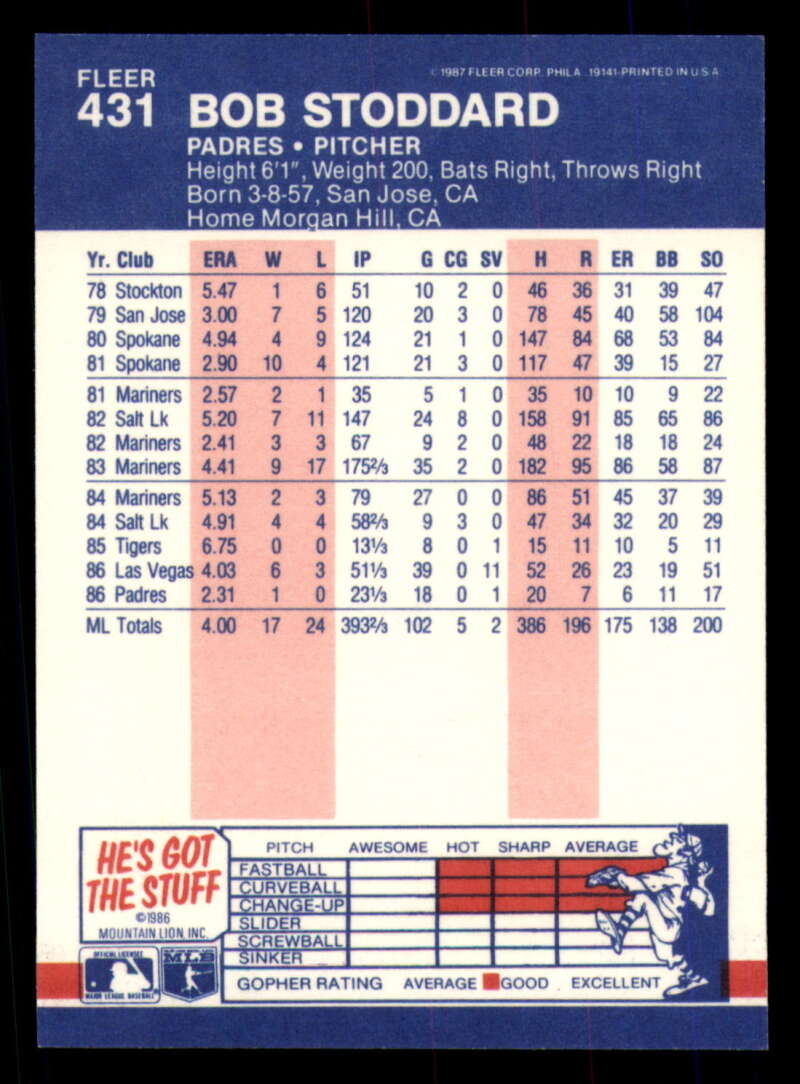 FLEER
431 BOB STODDARD
© 1987 FLEER CORP. PHILA. 19141-PRINTED IN U.S.A.
PADRES • PITCHER
Height 6'1", Weight 200, Bats Right, Throws Right
Born 3-8-57, San Jose, CA
Home Morgan Hill, CA
Yr. Club ERA W L IP G CG SV H R ER BB SO
78 Stockton 5.47 1 6 51 10 2 0 46 36 31 39 47
79 San Jose 3.00 7 5 120 20 3 0 78 45 40 58 104
80 Spokane 4.94 4 9 124 21 1 0 147 84 68 53 84
81 Spokane 2.90 10 4 121 21 3 0 117 47 39 15 27
81 Mariners 2.57 2 1 35 5 1 0 35 10 10 9 22
82 Salt Lk 5.20 7 11 147 24 8 0 158 91 85 65 86
82 Mariners 2.41 3 3 67 9 2 0 48 22 18 18 24
83 Mariners 4.41 9 17 175⅔ 35 2 0 182 95 86 58 87
84 Mariners 5.13 2 3 79 27 0 0 86 51 45 37 39
84 Salt Lk 4.91 4 4 58⅔ 9 3 0 47 34 32 20 29
85 Tigers 6.75 0 0 13⅓ 8 0 1 15 11 10 5 11
86 Las Vegas 4.03 6 3 51⅓ 39 0 11 52 26 23 19 51
86 Padres 2.31 1 0 23⅓ 18 0 1 20 7 6 11 17
ML Totals 4.00 17 24 393⅔ 102 5 2 386 196 175 138 200
HE'S GOT
THE STUFF
©1986
MOUNTAIN LION, INC.
OFFICIAL LICENSEE
MAJOR LEAGUE BASEBALL
MLB
PITCH AWESOME HOT SHARP AVERAGE
FASTBALL
CURVEBALL
CHANGE-UP
SLIDER
SCREWBALL
SINKER
GOPHER RATING AVERAGE GOOD EXCELLENT